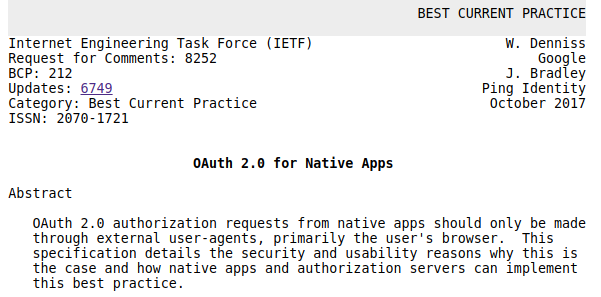 BEST CURRENT PRACTICE
Internet Engineering Task Force (IETF) W. Denniss
Request for Comments: 8252 Google
BCP: 212 J. Bradley
Updates: 6749 Ping Identity
Category: Best Current Practice October 2017
ISSN: 2070-1721
OAuth 2.0 for Native Apps
Abstract
OAuth 2.0 authorization requests from native apps should only be made
through external user-agents, primarily the user's browser. This
specification details the security and usability reasons why this is
the case and how native apps and authorization servers can implement
this best practice.